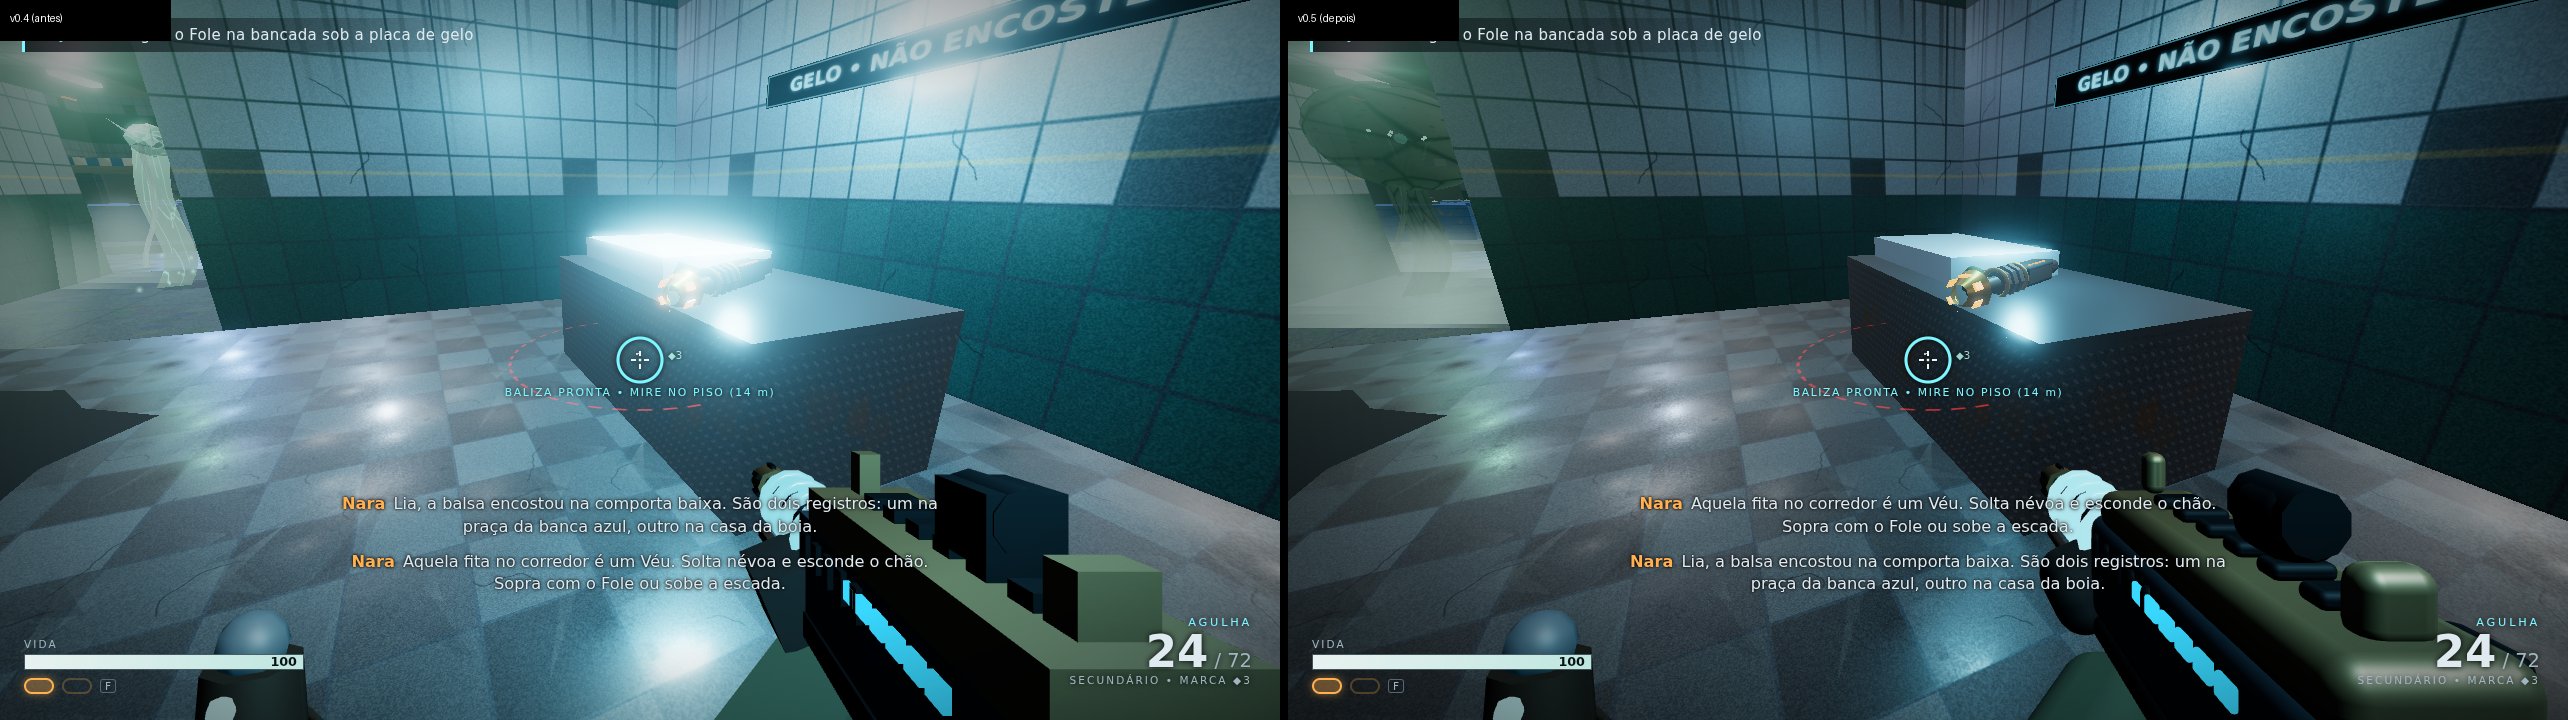 v0.4 (antes)
o Fole na bancada sob a placa de gelo
GELO • NÃO ENCOSTE
◆3
BALIZA PRONTA • MIRE NO PISO (14 m)
Nara Lia, a balsa encostou na comporta baixa. São dois registros: um na
praça da banca azul, outro na casa da boia.
Nara Aquela fita no corredor é um Véu. Solta névoa e esconde o chão.
Sopra com o Fole ou sobe a escada.
VIDA
100
F
AGULHA
24 / 72
SECUNDÁRIO • MARCA ◆3
v0.5 (depois)
o Fole na bancada sob a placa de gelo
GELO • NÃO ENCOSTE
◆3
BALIZA PRONTA • MIRE NO PISO (14 m)
Nara Aquela fita no corredor é um Véu. Solta névoa e esconde o chão.
Sopra com o Fole ou sobe a escada.
Nara Lia, a balsa encostou na comporta baixa. São dois registros: um na
praça da banca azul, outro na casa da boia.
VIDA
100
F
AGULHA
24 / 72
SECUNDÁRIO • MARCA ◆3